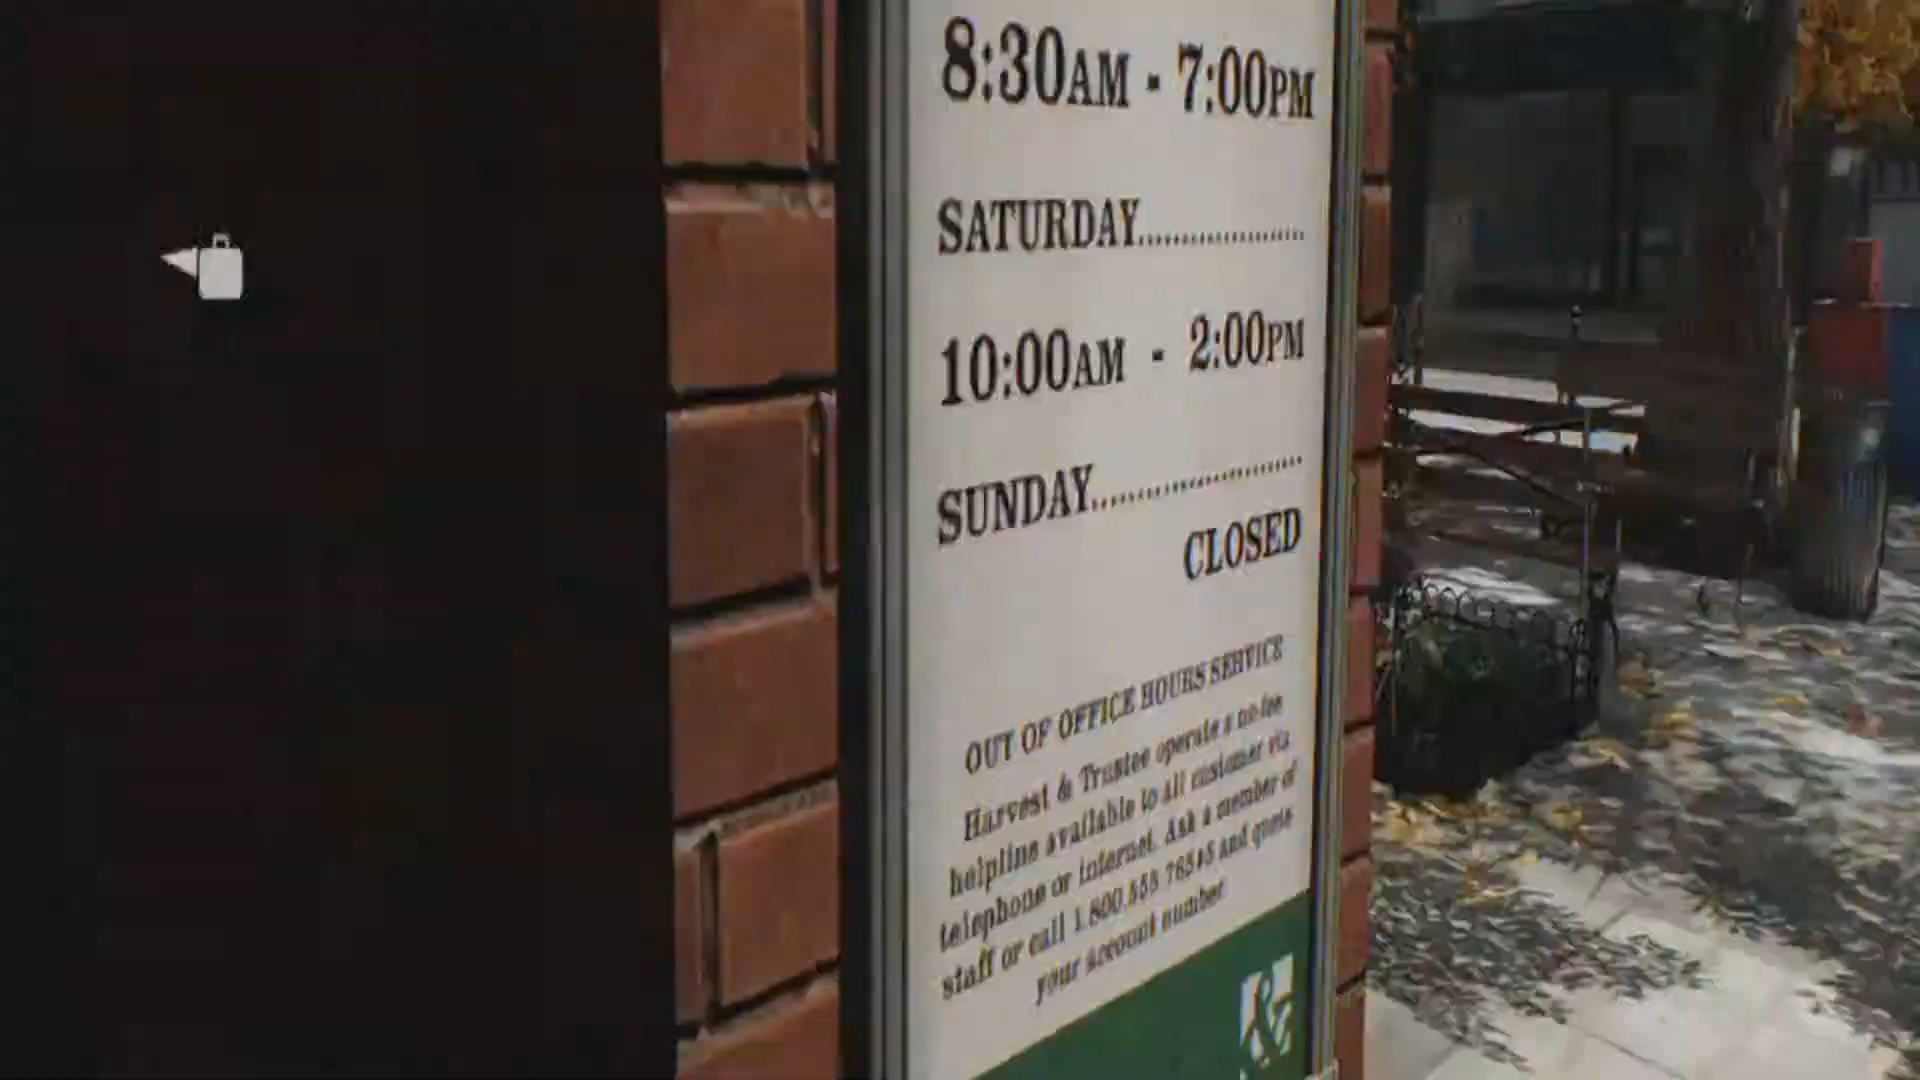 8:30AM - 7:00PM
SATURDAY.....................
10:00AM - 2:00PM
SUNDAY..........................
CLOSED
OUT OF OFFICE HOURS SERVICE
Harvest & Trustee operate a no-fee
helpline available to all customer via
telephone or internet. Ask a member of
staff or call 1.800.555 76545 and quote
your account number
&